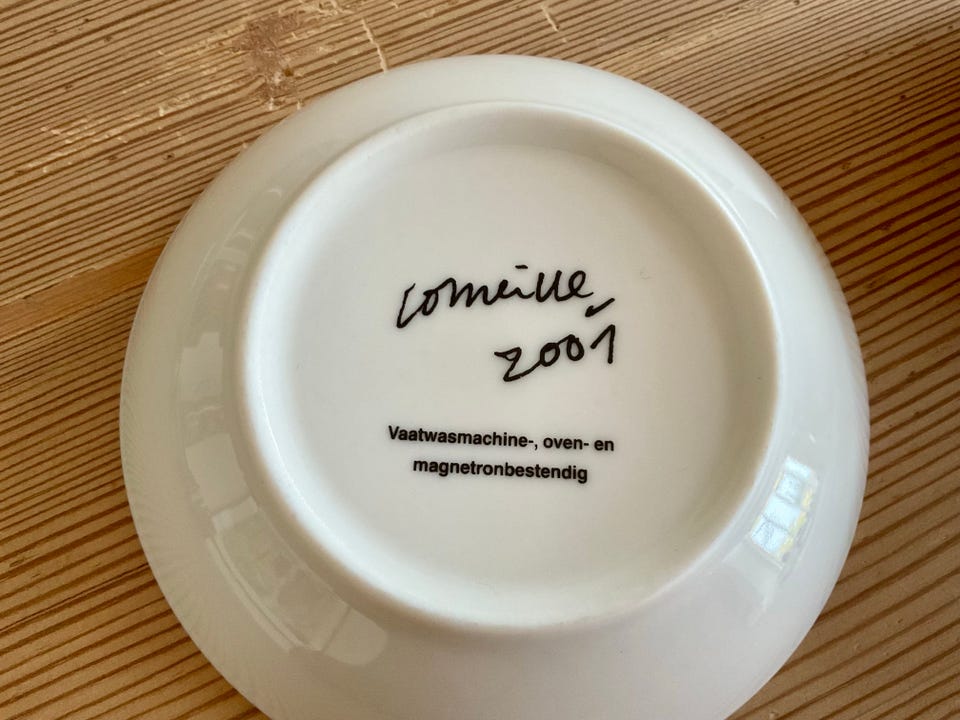 Corneille
2001
Vaatwasmachine-, oven- en
magnetronbestendig